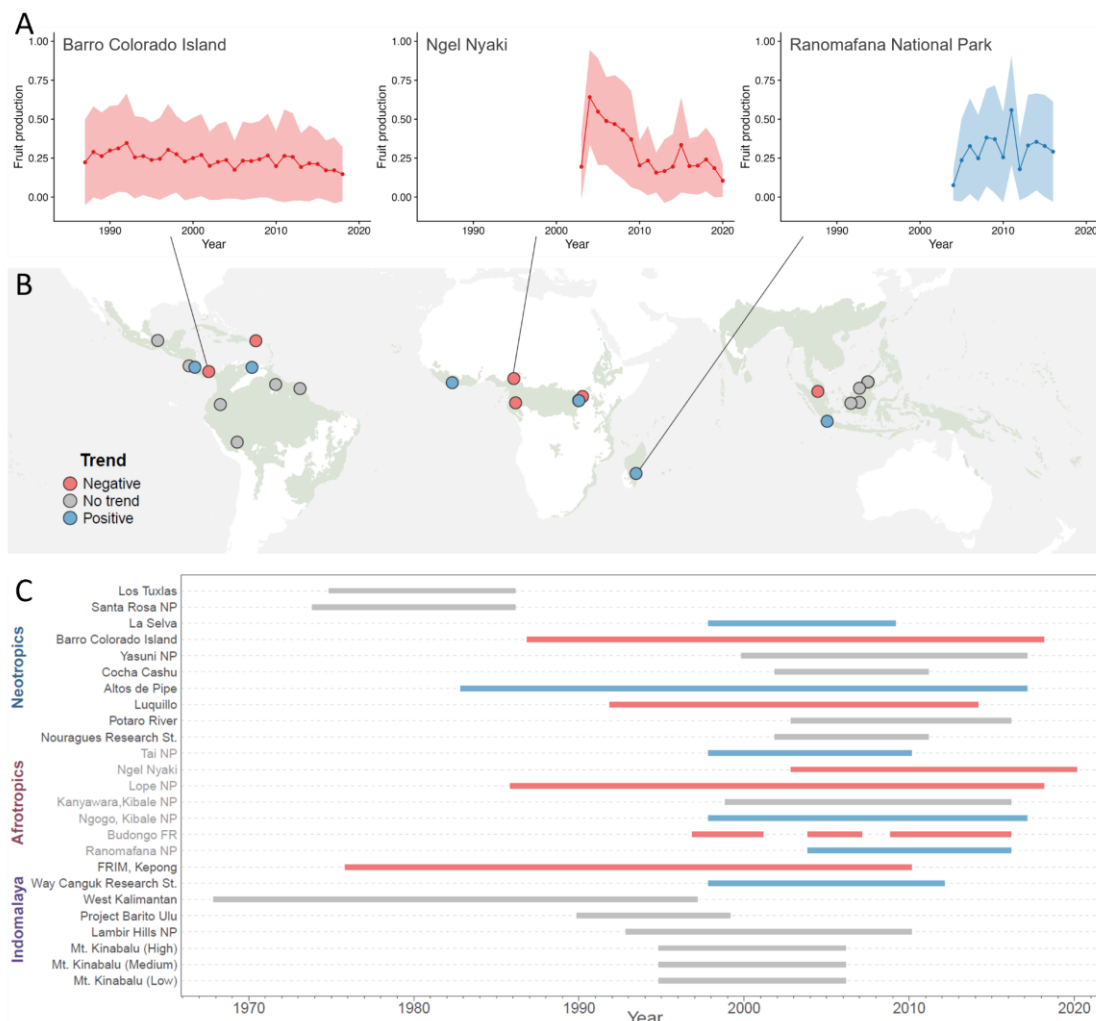 A
Barro Colorado Island
1.00
0.75
0.50
0.25
0.00
Fruit production
1990
2000
2010
2020
Year
Ngel Nyaki
1.00
0.75
0.50
0.25
0.00
Fruit production
1990
2000
2010
2020
Year
Ranomafana National Park
1.00
0.75
0.50
0.25
0.00
Fruit production
1990
2000
2010
2020
Year
B
Trend
Negative
No trend
Positive
C
Neotropics
Los Tuxlas
Santa Rosa NP
La Selva
Barro Colorado Island
Yasuni NP
Cocha Cashu
Altos de Pipe
Luquillo
Potaro River
Nouragues Research St.
Afrotropics
Tai NP
Ngel Nyaki
Lope NP
Kanyawara,Kibale NP
Ngogo, Kibale NP
Budongo FR
Ranomafana NP
Indomalaya
FRIM, Kepong
Way Canguk Research St.
West Kalimantan
Project Barito Ulu
Lambir Hills NP
Mt. Kinabalu (High)
Mt. Kinabalu (Medium)
Mt. Kinabalu (Low)
1970
1980
1990
2000
2010
2020
Year